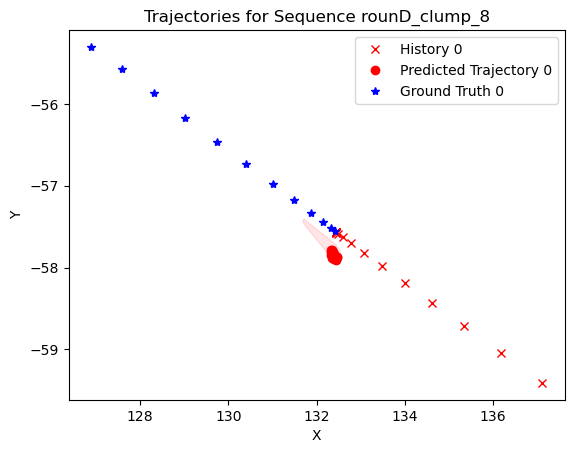 Trajectories for Sequence rounD_clump_8
History 0
Predicted Trajectory 0
Ground Truth 0
−56
−57
−58
−59
Y
128
130
132
134
136
X